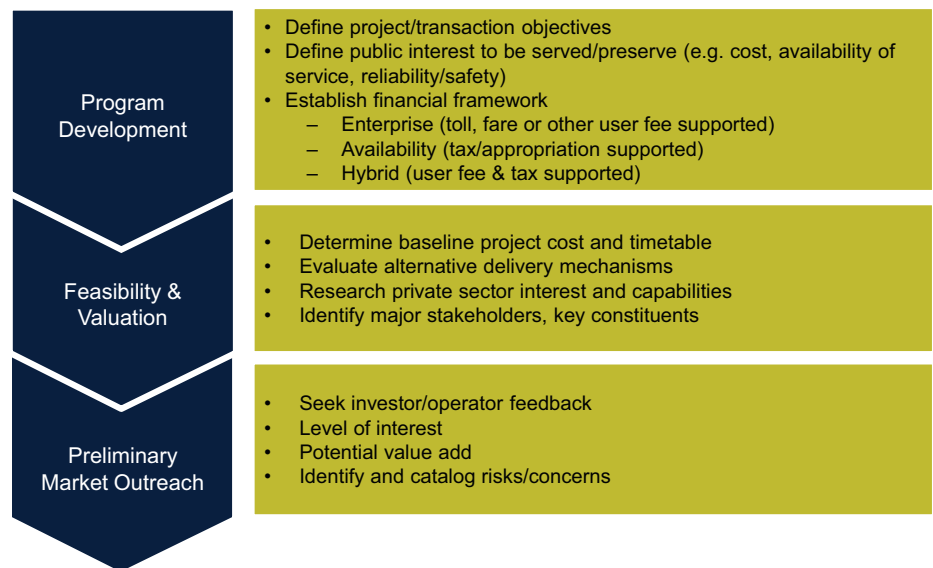 Program
Development
• Define project/transaction objectives
• Define public interest to be served/preserve (e.g. cost, availability of
service, reliability/safety)
• Establish financial framework
– Enterprise (toll, fare or other user fee supported)
– Availability (tax/appropriation supported)
– Hybrid (user fee & tax supported)
Feasibility &
Valuation
• Determine baseline project cost and timetable
• Evaluate alternative delivery mechanisms
• Research private sector interest and capabilities
• Identify major stakeholders, key constituents
Preliminary
Market Outreach
• Seek investor/operator feedback
• Level of interest
• Potential value add
• Identify and catalog risks/concerns